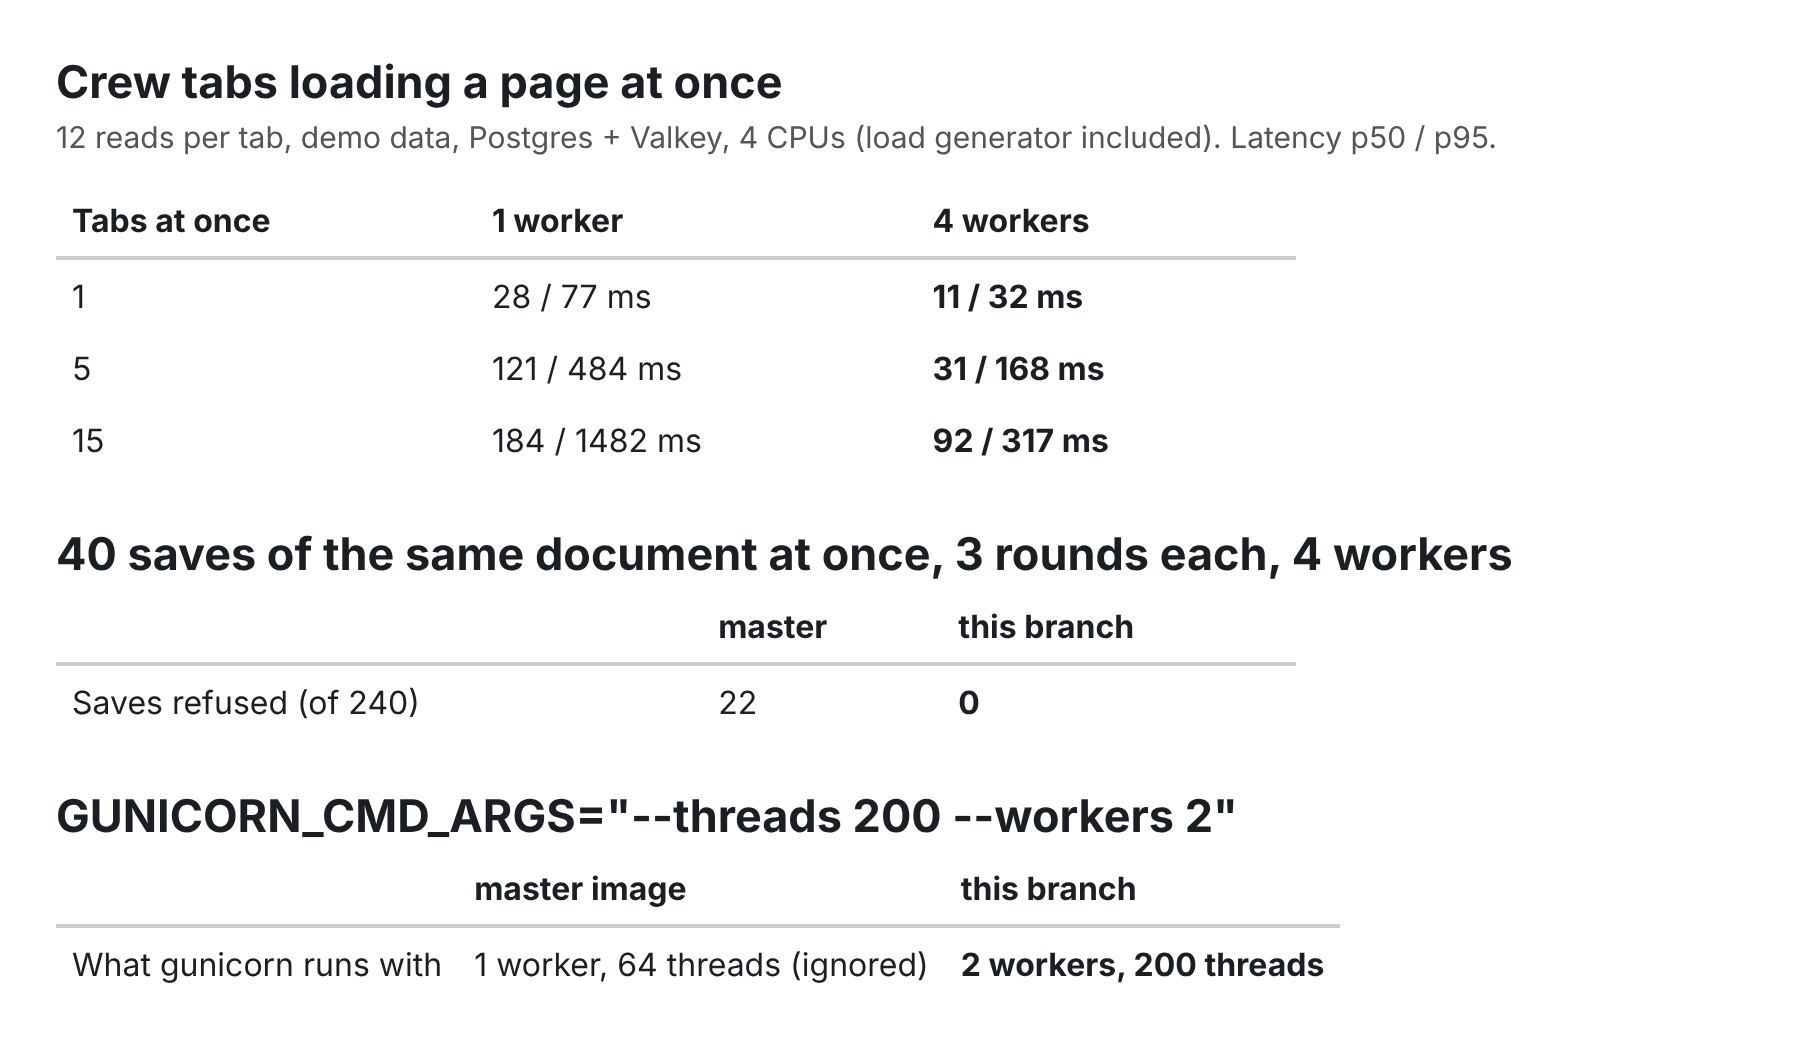 Crew tabs loading a page at once
12 reads per tab, demo data, Postgres + Valkey, 4 CPUs (load generator included). Latency p50 / p95.
Tabs at once 1 worker 4 workers
1 28 / 77 ms 11 / 32 ms
5 121 / 484 ms 31 / 168 ms
15 184 / 1482 ms 92 / 317 ms
40 saves of the same document at once, 3 rounds each, 4 workers
master this branch
Saves refused (of 240) 22 0
GUNICORN_CMD_ARGS="--threads 200 --workers 2"
master image this branch
What gunicorn runs with 1 worker, 64 threads (ignored) 2 workers, 200 threads